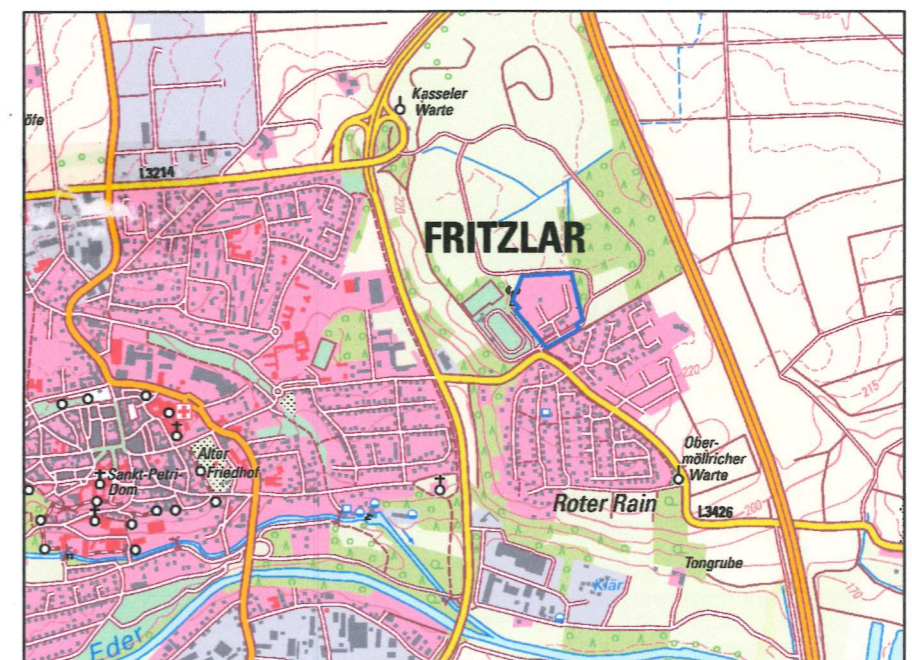 215
Kasseler
Warte
öfe
L3214
220
FRITZLAR
220
215
Ober-
möllricher
Warte
Alter
Friedhof
Sankt-Petri-
Dom
Roter Rain
L3426
200
Tongrube
Klär
170
Eder